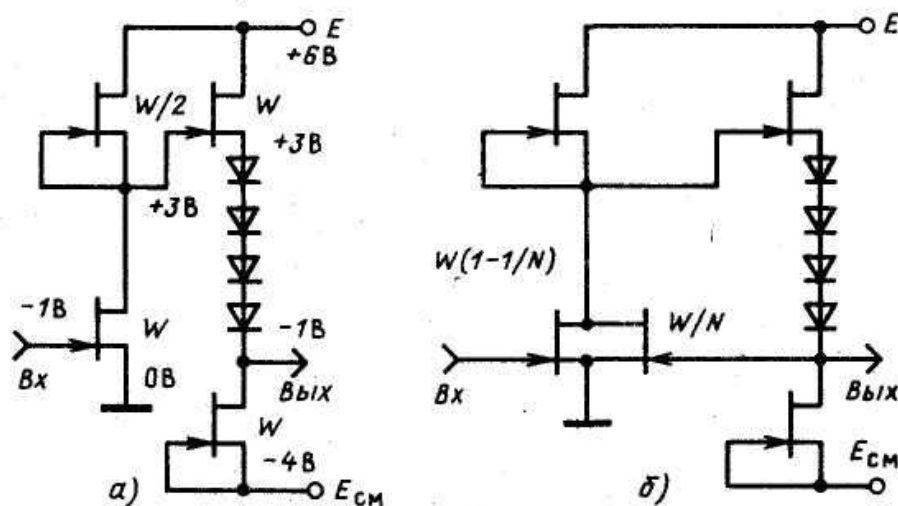 E
+6В
W/2
W
+3В
+3В
-1В
Вх
W
0В
-1В
Вых
W
-4В
Eсм
а)
E
W(1-1/N)
W/N
Вх
Вых
Eсм
б)